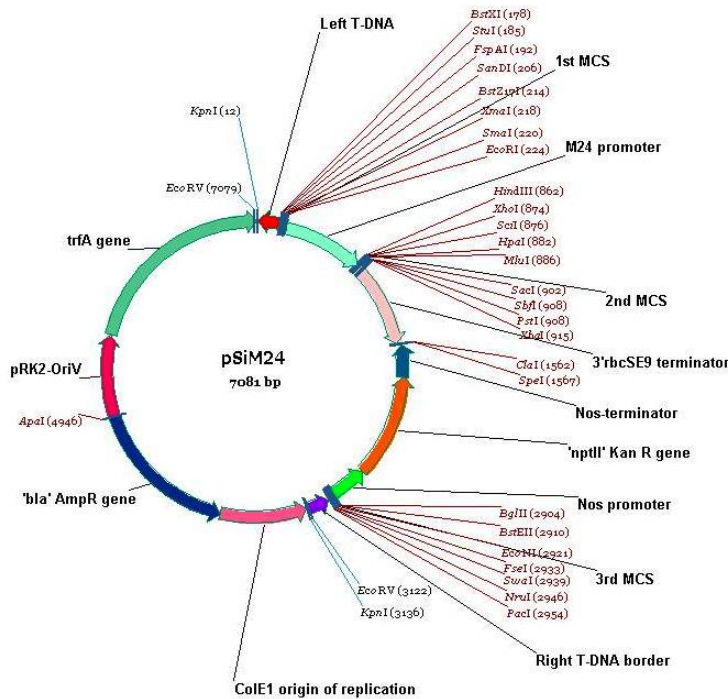 Left T-DNA
BstXI (178)
StuI (185)
FspAI (192)
SanDI (206)
1st MCS
BstZ17I (214)
XmaI (218)
SmaI (220)
EcoRI (224)
M24 promoter
KpnI (12)
EcoRV (7079)
HindIII (862)
XhoI (874)
SciI (876)
HpaI (882)
MluI (886)
trfA gene
SacI (902)
SbfI (908)
PstI (908)
XbaI (915)
2nd MCS
pSiM24
7081 bp
3'rbcSE9 terminator
ClaI (1562)
SpeI (1567)
pRK2-OriV
Nos-terminator
ApaI (4946)
'nptII' Kan R gene
'bla' AmpR gene
Nos promoter
BglII (2904)
BstEII (2910)
EcoNI (2921)
FseI (2933)
SwaI (2939)
NruI (2946)
PacI (2954)
3rd MCS
EcoRV (3122)
KpnI (3136)
Right T-DNA border
ColE1 origin of replication